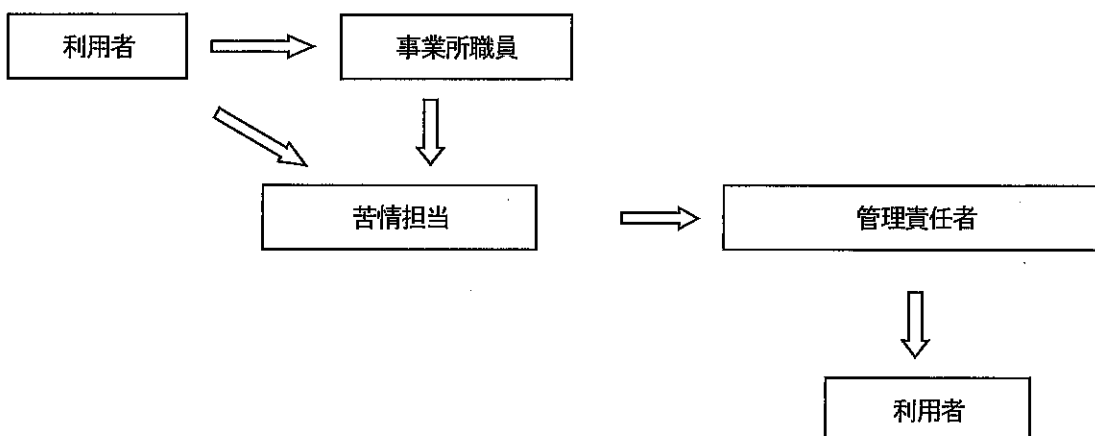 利用者
事業所職員
苦情担当
管理責任者
利用者